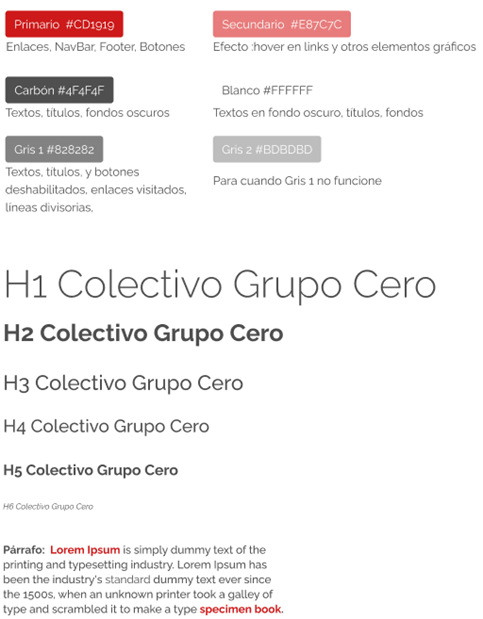 Primario #CD1919
Secundario #E87C7C
Enlaces, NavBar, Footer, Botones
Efecto :hover en links y otros elementos gráficos
Carbón #4F4F4F
Blanco #FFFFFF
Textos, títulos, fondos oscuros
Textos en fondo oscuro, títulos, fondos
Gris 1 #828282
Gris 2 #BDBDBD
Textos, títulos, y botones
deshabilitados, enlaces visitados,
líneas divisorias,
Para cuando Gris 1 no funcione
H1 Colectivo Grupo Cero
H2 Colectivo Grupo Cero
H3 Colectivo Grupo Cero
H4 Colectivo Grupo Cero
H5 Colectivo Grupo Cero
H6 Colectivo Grupo Cero
Párrafo: Lorem Ipsum is simply dummy text of the
printing and typesetting industry. Lorem Ipsum has
been the industry's standard dummy text ever since
the 1500s, when an unknown printer took a galley of
type and scrambled it to make a type specimen book.